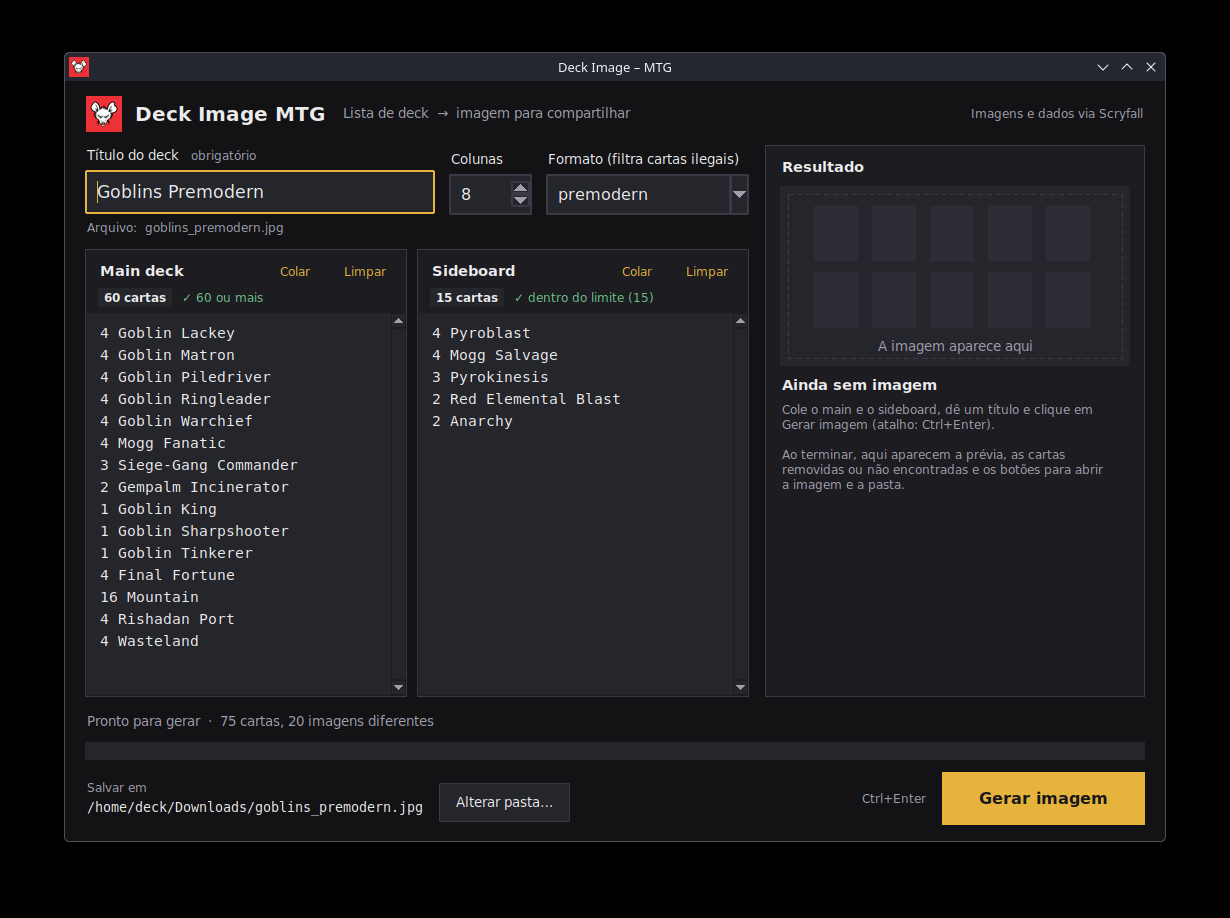 Deck Image – MTG
Deck Image MTG
Lista de deck → imagem para compartilhar
Imagens e dados via Scryfall
Título do deck obrigatório
Colunas
Formato (filtra cartas ilegais)
Goblins Premodern
8
premodern
Arquivo: goblins_premodern.jpg
Main deck
Colar
Limpar
60 cartas ✓ 60 ou mais
4 Goblin Lackey
4 Goblin Matron
4 Goblin Piledriver
4 Goblin Ringleader
4 Goblin Warchief
4 Mogg Fanatic
3 Siege-Gang Commander
2 Gempalm Incinerator
1 Goblin King
1 Goblin Sharpshooter
1 Goblin Tinkerer
4 Final Fortune
16 Mountain
4 Rishadan Port
4 Wasteland
Sideboard
Colar
Limpar
15 cartas ✓ dentro do limite (15)
4 Pyroblast
4 Mogg Salvage
3 Pyrokinesis
2 Red Elemental Blast
2 Anarchy
Resultado
A imagem aparece aqui
Ainda sem imagem
Cole o main e o sideboard, dê um título e clique em
Gerar imagem (atalho: Ctrl+Enter).
Ao terminar, aqui aparecem a prévia, as cartas
removidas ou não encontradas e os botões para abrir
a imagem e a pasta.
Pronto para gerar · 75 cartas, 20 imagens diferentes
Salvar em
/home/deck/Downloads/goblins_premodern.jpg
Alterar pasta...
Ctrl+Enter
Gerar imagem